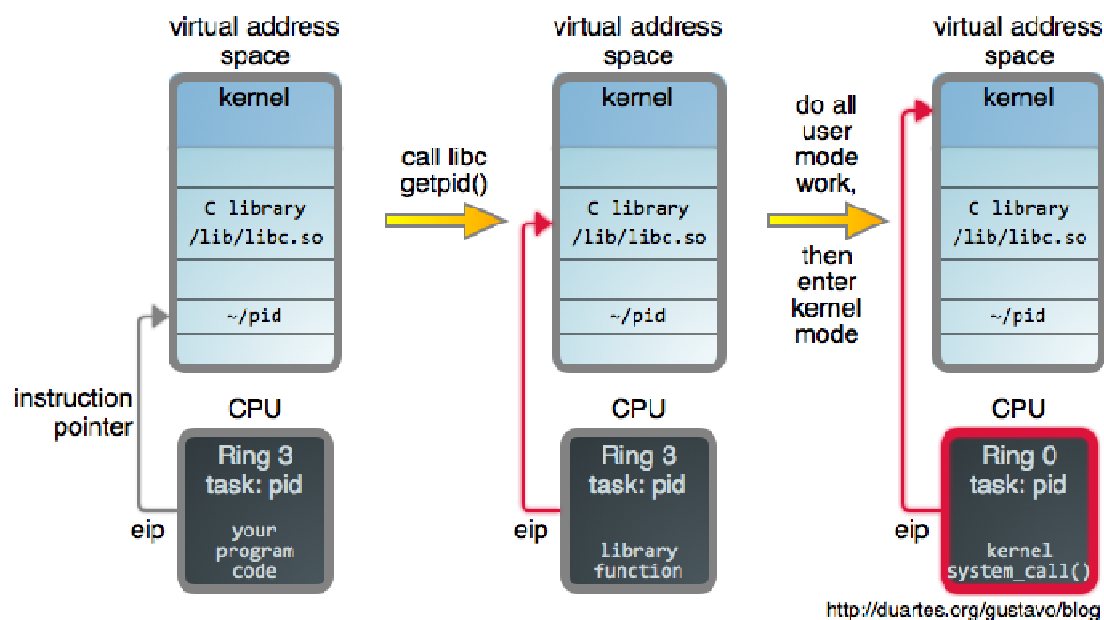 virtual address
space
kernel
C library
/lib/libc.so
~/pid
instruction
pointer
CPU
Ring 3
task: pid
eip
your
program
code
call libc
getpid()
virtual address
space
kernel
C library
/lib/libc.so
~/pid
CPU
Ring 3
task: pid
eip
library
function
do all
user
mode
work,
then
enter
kernel
mode
virtual address
space
kernel
C library
/lib/libc.so
~/pid
CPU
Ring 0
task: pid
eip
kernel
system_call()
http://duartes.org/gustavo/blog